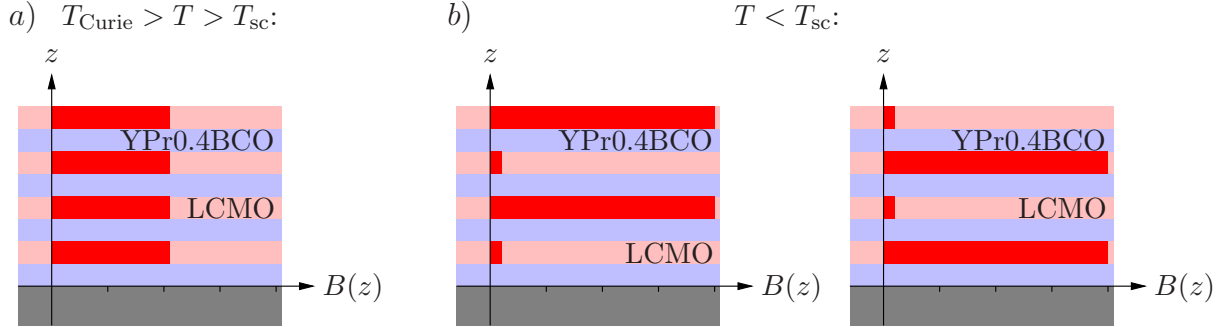 a) T_Curie > T > T_sc:
b) T < T_sc:
z
YPr0.4BCO
LCMO
B(z)
z
YPr0.4BCO
LCMO
B(z)
z
YPr0.4BCO
LCMO
B(z)